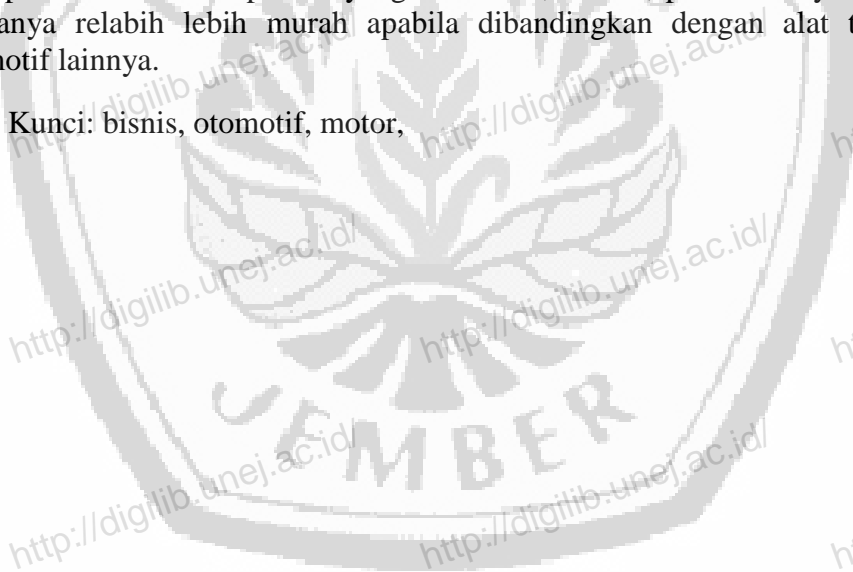 anya relabih lebih murah apabila dibandingkan dengan alat
otif lainnya.
http://digilib.unej.ac.id/
http://digilib.unej.ac.id/
Kunci: bisnis, otomotif, motor,
http://digilib.unej.ac.id/
http://digilib.unej.ac.id/
JEMBER
http://digilib.unej.ac.id/
http://digilib.unej.ac.id/